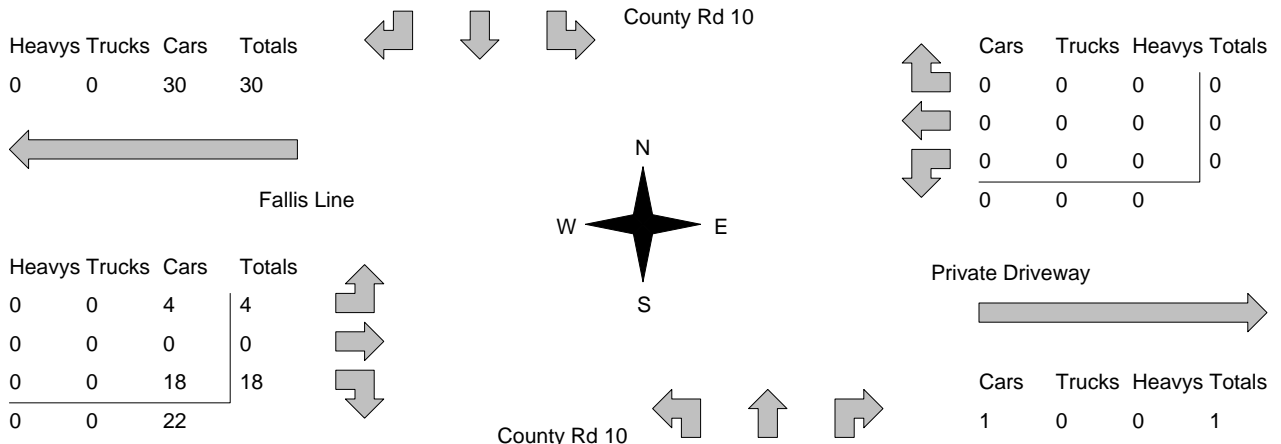 County Rd 10
Heavys Trucks Cars Totals
0 0 30 30
Cars Trucks Heavys Totals
0 0 0 0
0 0 0 0
0 0 0 0
0 0 0
Fallis Line
N
W E
S
Heavys Trucks Cars Totals
0 0 4 4
0 0 0 0
0 0 18 18
0 0 22
Private Driveway
Cars Trucks Heavys Totals
1 0 0 1
County Rd 10